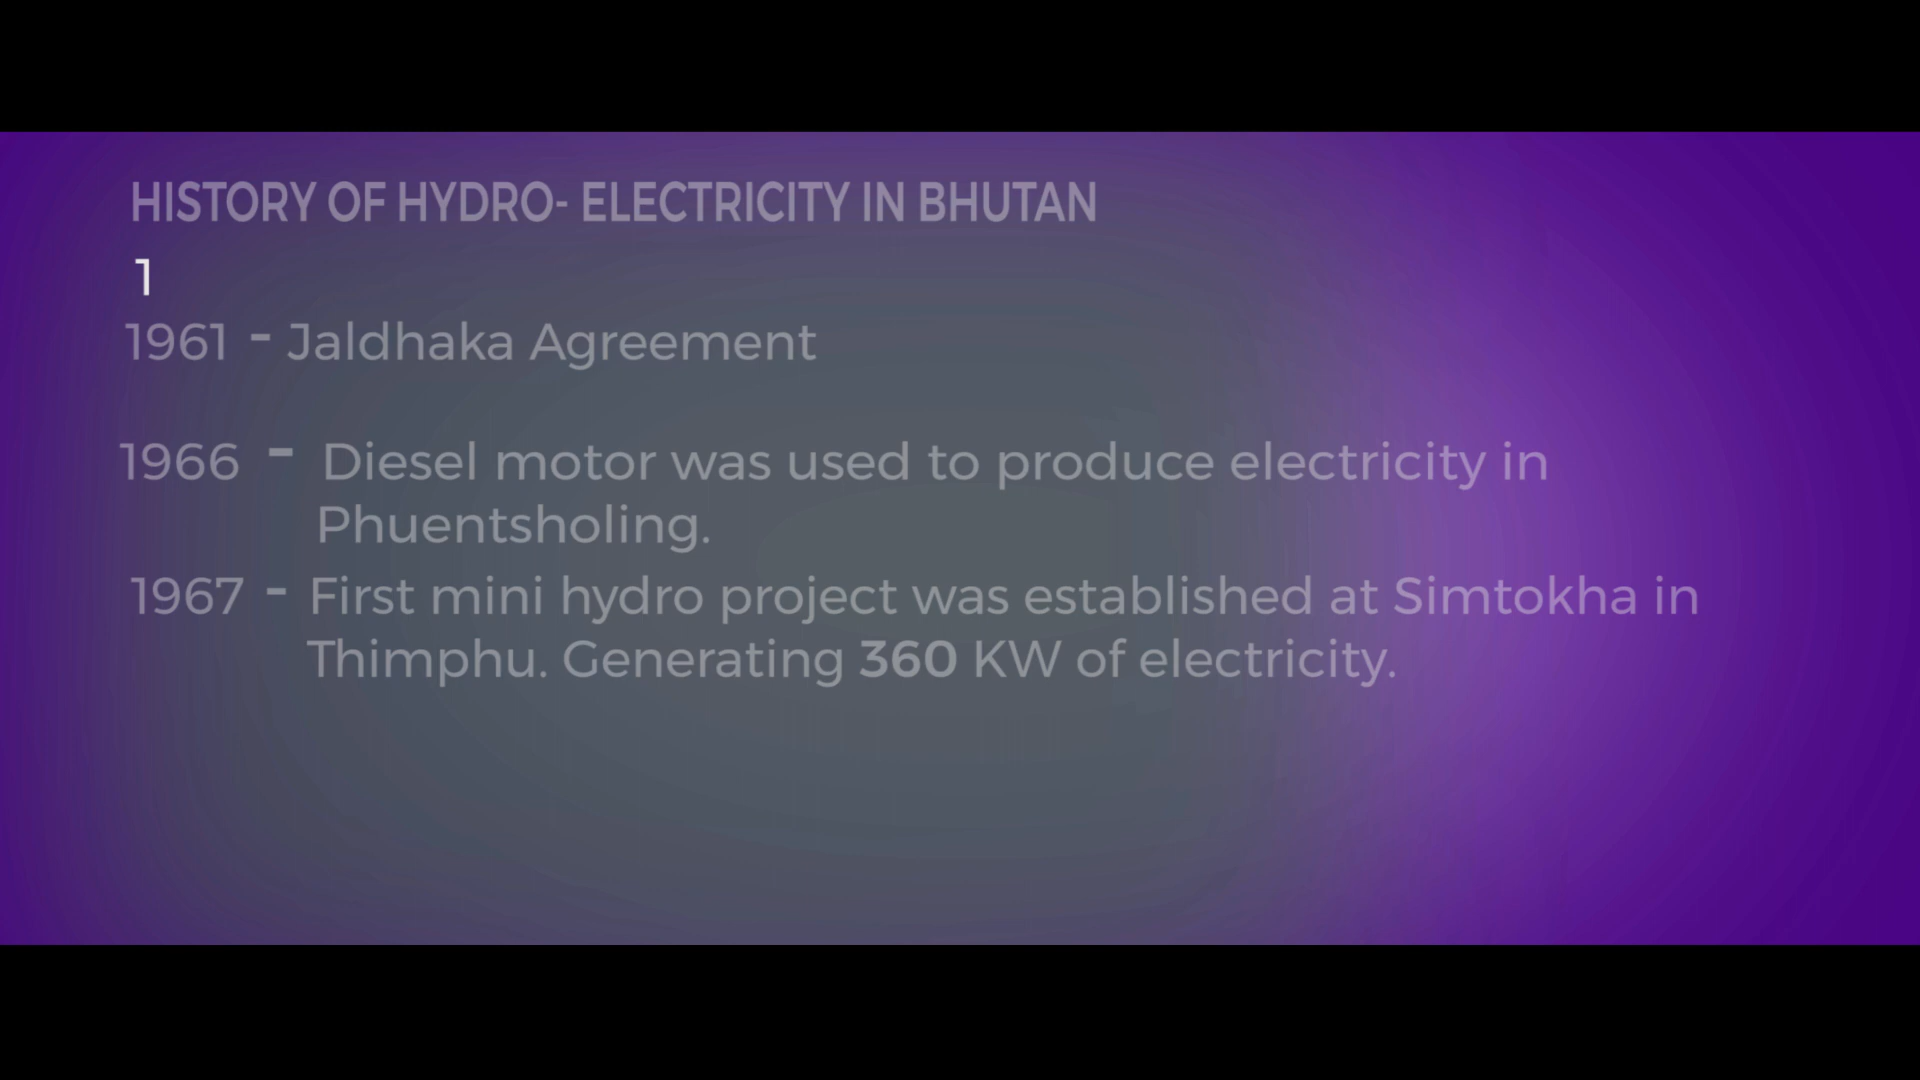 HISTORY OF HYDRO- ELECTRICITY IN BHUTAN
1
1961 - Jaldhaka Agreement
1966 - Diesel motor was used to produce electricity in
Phuentsholing.
1967 - First mini hydro project was established at Simtokha in
Thimphu. Generating 360 KW of electricity.